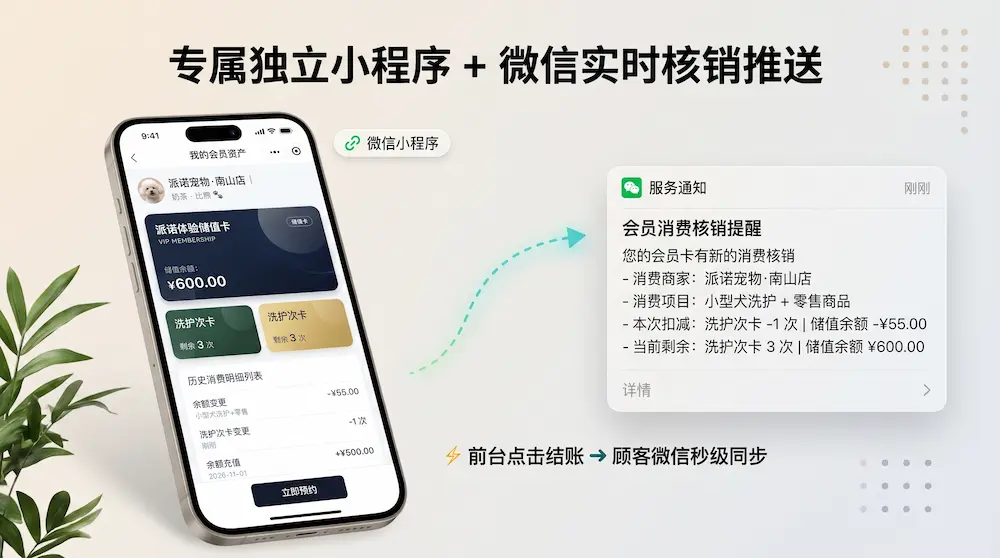 专属独立小程序 + 微信实时核销推送
9:41
我的会员资产
派诺宠物·南山店
奶茶 · 比熊
派诺体验储值卡
储值卡
VIP MEMBERSHIP
储值余额:
¥600.00
洗护次卡
剩余 3 次
洗护次卡
剩余 3 次
历史消费明细列表
余额变更
-¥55.00
小型犬洗护+零售
洗护次卡变更
-1 次
刚刚
余额充值
+¥500.00
2026-11-01
立即预约
微信小程序
服务通知
刚刚
会员消费核销提醒
您的会员卡有新的消费核销
- 消费商家：派诺宠物·南山店
- 消费项目：小型犬洗护 + 零售商品
- 本次扣减：洗护次卡 -1 次 | 储值余额 -¥55.00
- 当前剩余：洗护次卡 3 次 | 储值余额 ¥600.00
详情
前台点击结账 → 顾客微信秒级同步